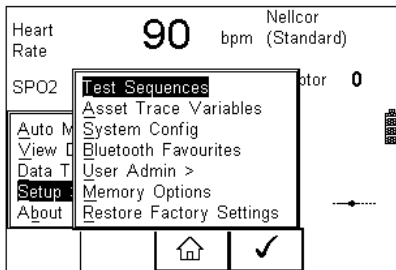 Heart
Rate
90
bpm
Nellcor
(Standard)
SPO2
0
Test Sequences
Asset Trace Variables
System Config
Bluetooth Favourites
User Admin >
Memory Options
Restore Factory Settings
Auto
View
Data
Setup
About